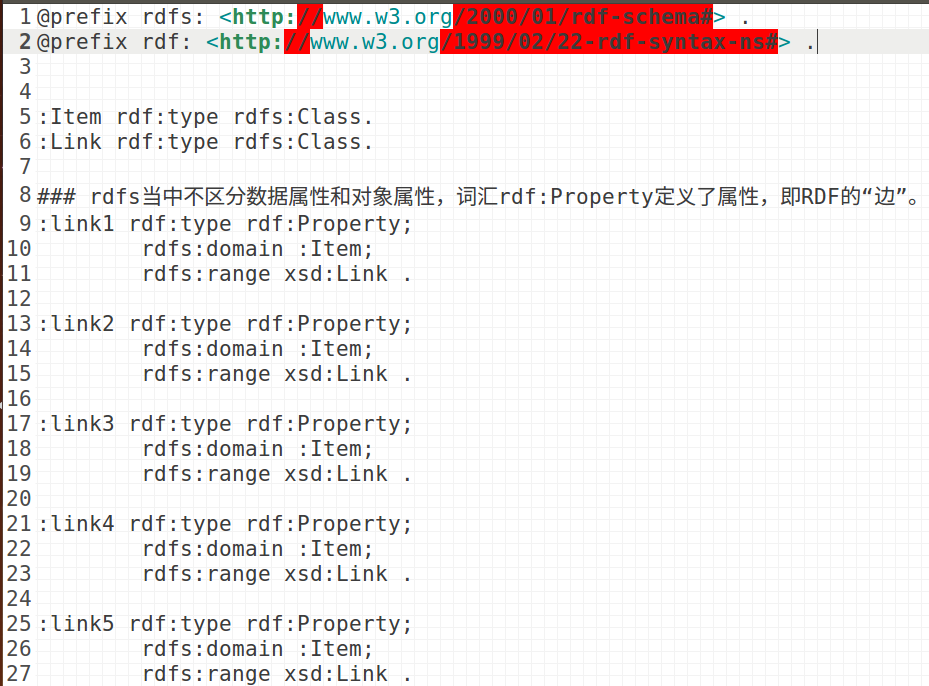 1 @prefix rdfs: <http://www.w3.org/2000/01/rdf-schema#> .
2 @prefix rdf: <http://www.w3.org/1999/02/22-rdf-syntax-ns#> .
3
4
5 :Item rdf:type rdfs:Class.
6 :Link rdf:type rdfs:Class.
7
8 ### rdfs当中不区分数据属性和对象属性，词汇rdf:Property定义了属性，即RDF的“边”。
9 :link1 rdf:type rdf:Property;
10         rdfs:domain :Item;
11         rdfs:range xsd:Link .
12
13 :link2 rdf:type rdf:Property;
14         rdfs:domain :Item;
15         rdfs:range xsd:Link .
16
17 :link3 rdf:type rdf:Property;
18         rdfs:domain :Item;
19         rdfs:range xsd:Link .
20
21 :link4 rdf:type rdf:Property;
22         rdfs:domain :Item;
23         rdfs:range xsd:Link .
24
25 :link5 rdf:type rdf:Property;
26         rdfs:domain :Item;
27         rdfs:range xsd:Link .